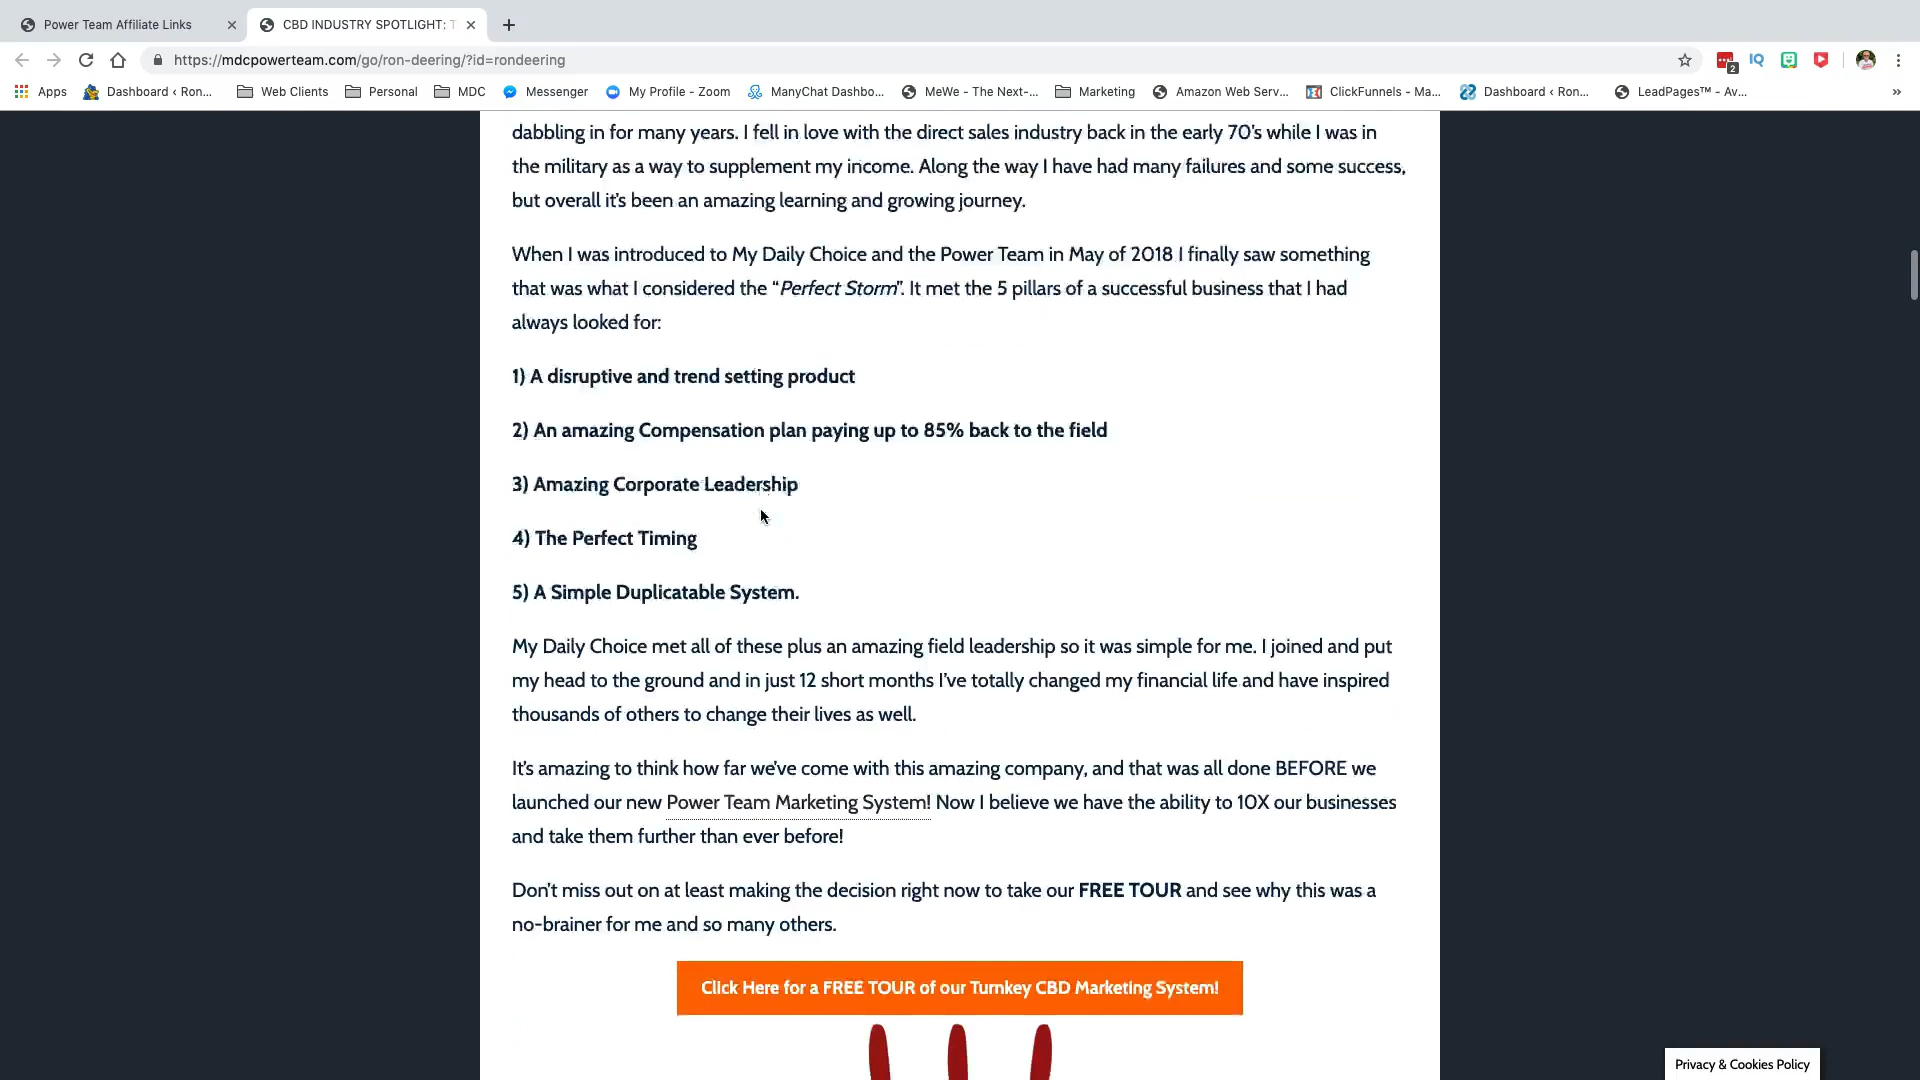 Power Team Affiliate Links
CBD INDUSTRY SPOTLIGHT: T
https://mdcpowerteam.com/go/ron-deering/?id=rondeering
2
IQ
Apps
Dashboard ‹ Ron...
Web Clients
Personal
MDC
Messenger
My Profile - Zoom
ManyChat Dashbo...
MeWe - The Next-...
Marketing
Amazon Web Serv...
ClickFunnels - Ma...
Dashboard ‹ Ron...
LeadPages™ - Av...
»
dabbling in for many years. I fell in love with the direct sales industry back in the early 70's while I was in
the military as a way to supplement my income. Along the way I have had many failures and some success,
but overall it's been an amazing learning and growing journey.
When I was introduced to My Daily Choice and the Power Team in May of 2018 I finally saw something
that was what I considered the “Perfect Storm”. It met the 5 pillars of a successful business that I had
always looked for:
1) A disruptive and trend setting product
2) An amazing Compensation plan paying up to 85% back to the field
3) Amazing Corporate Leadership
4) The Perfect Timing
5) A Simple Duplicatable System.
My Daily Choice met all of these plus an amazing field leadership so it was simple for me. I joined and put
my head to the ground and in just 12 short months I've totally changed my financial life and have inspired
thousands of others to change their lives as well.
It's amazing to think how far we've come with this amazing company, and that was all done BEFORE we
launched our new Power Team Marketing System! Now I believe we have the ability to 10X our businesses
and take them further than ever before!
Don't miss out on at least making the decision right now to take our FREE TOUR and see why this was a
no-brainer for me and so many others.
Click Here for a FREE TOUR of our Turnkey CBD Marketing System!
Privacy & Cookies Policy